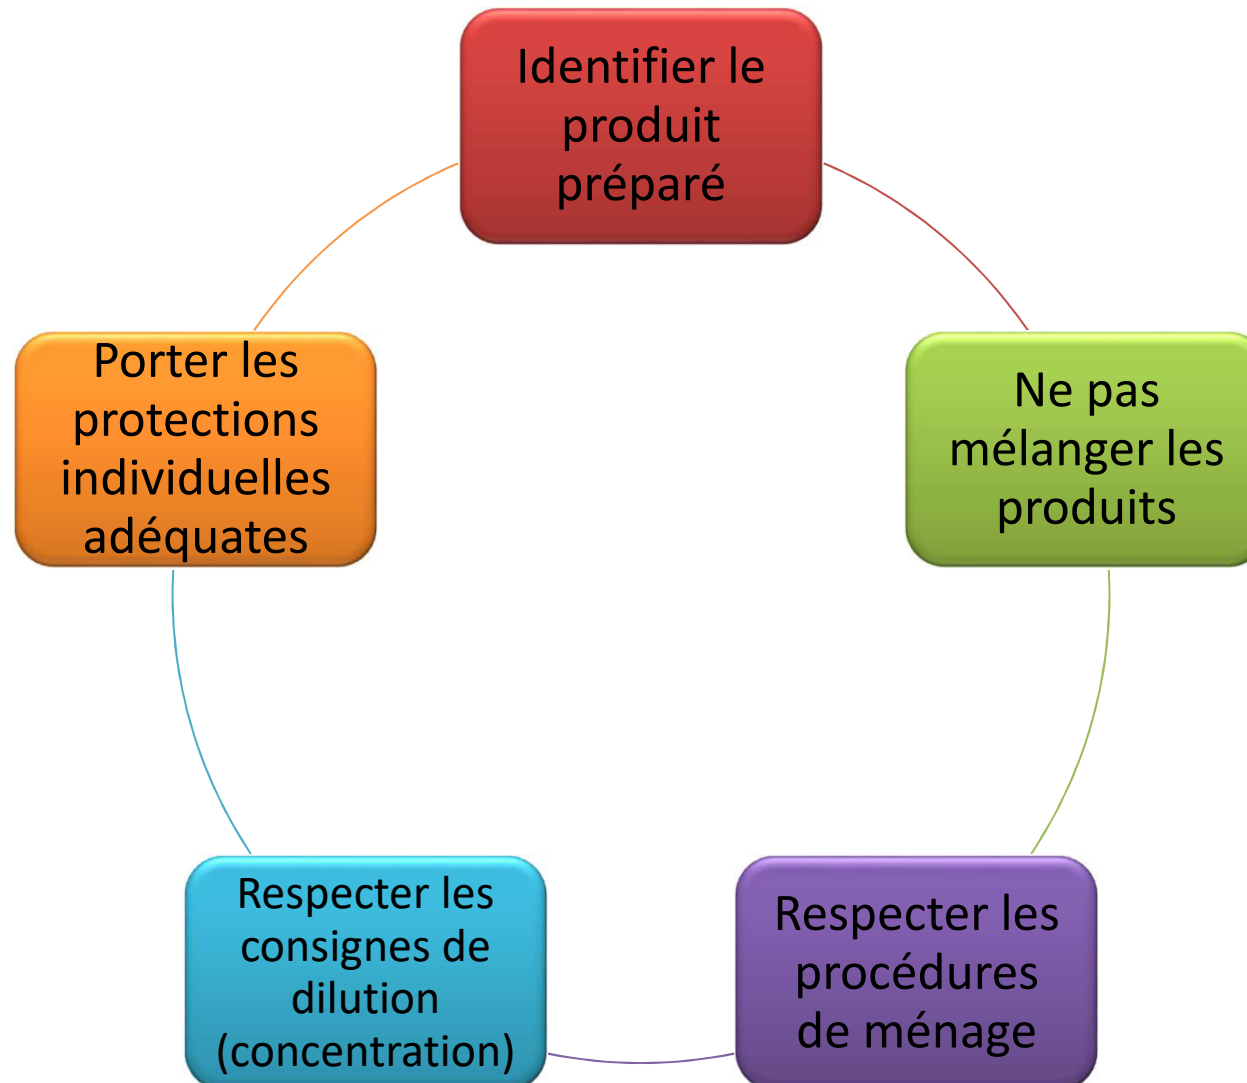 Identifier le
produit
préparé
Ne pas
mélanger les
produits
Respecter les
procédures
de ménage
Respecter les
consignes de
dilution
(concentration)
Porter les
protections
individuelles
adéquates